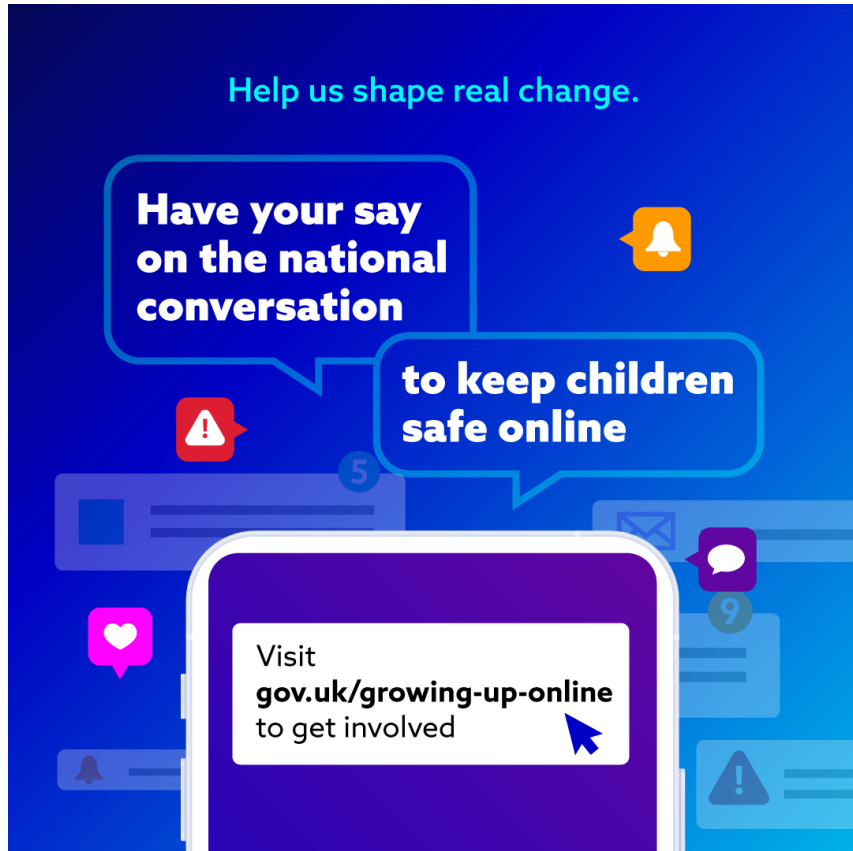 Help us shape real change.
Have your say
on the national
conversation
to keep children
safe online
5
9
Visit
gov.uk/growing-up-online
to get involved